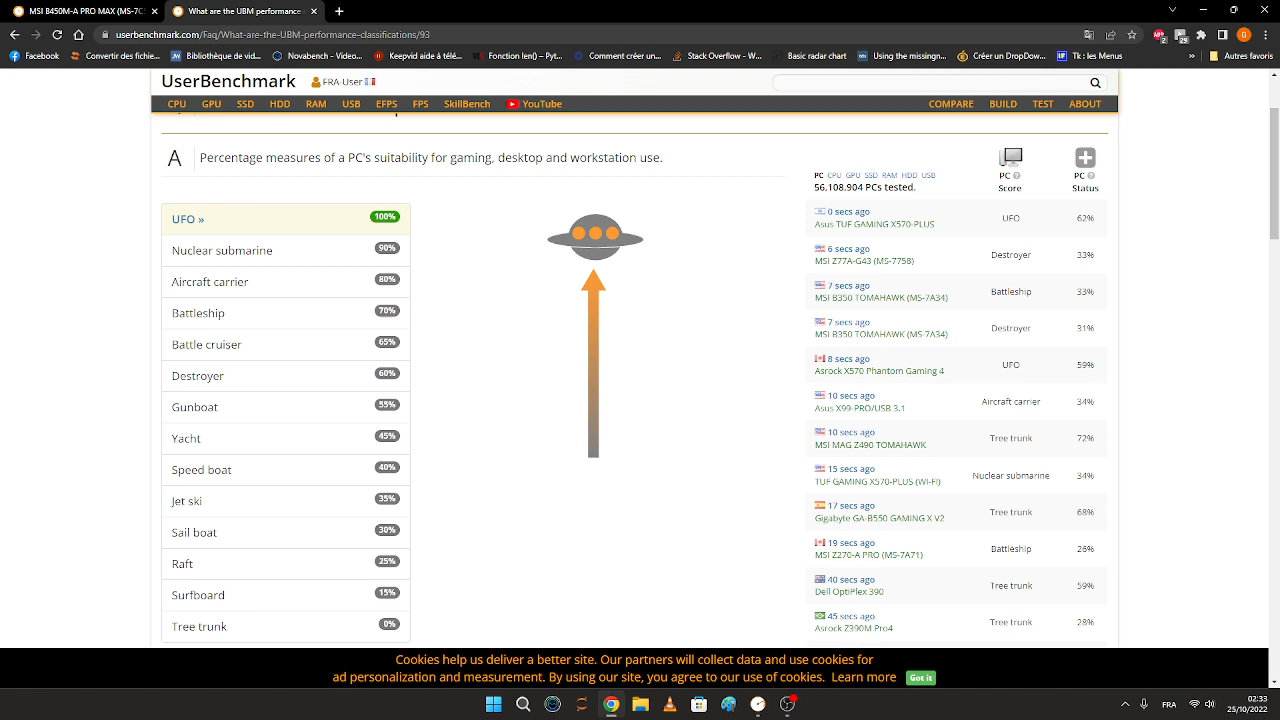 MSI B450M-A PRO MAX (MS-7C5
What are the UBM performance c
userbenchmark.com/Faq/What-are-the-UBM-perfomance-classifications/93
Facebook
Convertir des vide...
Bibliothèque de vid...
Novabench - Video...
Keepvid aide à télé...
Fonction len() – Pyt...
Comment créer un...
Stack Overflow – W...
Basic radar chart
Using the missingn...
Créer un DropDow...
Tk : les Menus
»
Autres favoris
UserBenchmark
FRA-User
CPU GPU SSD HDD RAM USB EFPS FPS SkillBench YouTube
COMPARE BUILD TEST ABOUT
A
Percentage measures of a PC's suitability for gaming, desktop and workstation use.
UFO » 100%
Nuclear submarine 90%
Aircraft carrier 80%
Battleship 70%
Battle cruiser 65%
Destroyer 60%
Gunboat 55%
Yacht 45%
Speed boat 40%
Jet ski 35%
Sail boat 30%
Raft 25%
Surfboard 15%
Tree trunk 0%
PC CPU GPU SSD RAM HDD USB
56,108,904 PCs tested.
PC
Score
PC
Status
0 secs ago
Asus TUF GAMING X570-PLUS
UFO
62%
6 secs ago
MSI Z77A-G43 (MS-7758)
Destroyer
33%
7 secs ago
MSI B350 TOMAHAWK (MS-7A34)
Battleship
33%
7 secs ago
MSI B350 TOMAHAWK (MS-7A34)
Destroyer
31%
8 secs ago
Asrock X570 Phantom Gaming 4
UFO
59%
10 secs ago
Asus X99-PRO/USB 3.1
Aircraft carrier
34%
10 secs ago
MSI MAG Z490 TOMAHAWK
Tree trunk
72%
15 secs ago
TUF GAMING X570-PLUS (WI-FI)
Nuclear submarine
34%
17 secs ago
Gigabyte GA-B550 GAMING X V2
Tree trunk
68%
19 secs ago
MSI Z270-A PRO (MS-7A71)
Battleship
26%
40 secs ago
Dell OptiPlex 390
Tree trunk
59%
45 secs ago
Asrock Z390M Pro4
Tree trunk
28%
Cookies help us deliver a better site. Our partners will collect data and use cookies for
ad personalization and measurement. By using our site, you agree to our use of cookies. Learn more Got it
FRA
02:33
25/10/2022